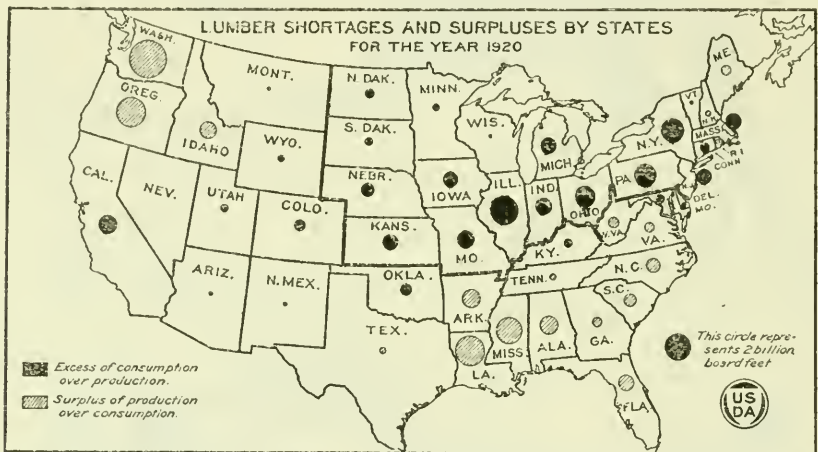 LUMBER SHORTAGES AND SURPLUSES BY STATES
FOR THE YEAR 1920
WASH.
OREG.
IDAHO
MONT.
N. DAK.
MINN.
S. DAK.
WYO.
WIS.
MICH.
N.Y.
VT.
N.H.
ME.
MASS.
R.I.
CONN
CAL.
NEV.
UTAH
COLO.
NEBR.
IOWA
ILL.
IND.
OHIO
PA
N.J.
DEL.
MD.
KANS.
MO.
KY.
W.VA.
VA.
ARIZ.
N.MEX.
OKLA.
TENN.
N.C.
S.C.
TEX.
ARK.
LA.
MISS.
ALA.
GA.
FLA.
Excess of consumption
over production.
Surplus of production
over consumption.
This circle repre-
sents 2 billion
board feet
US
DA